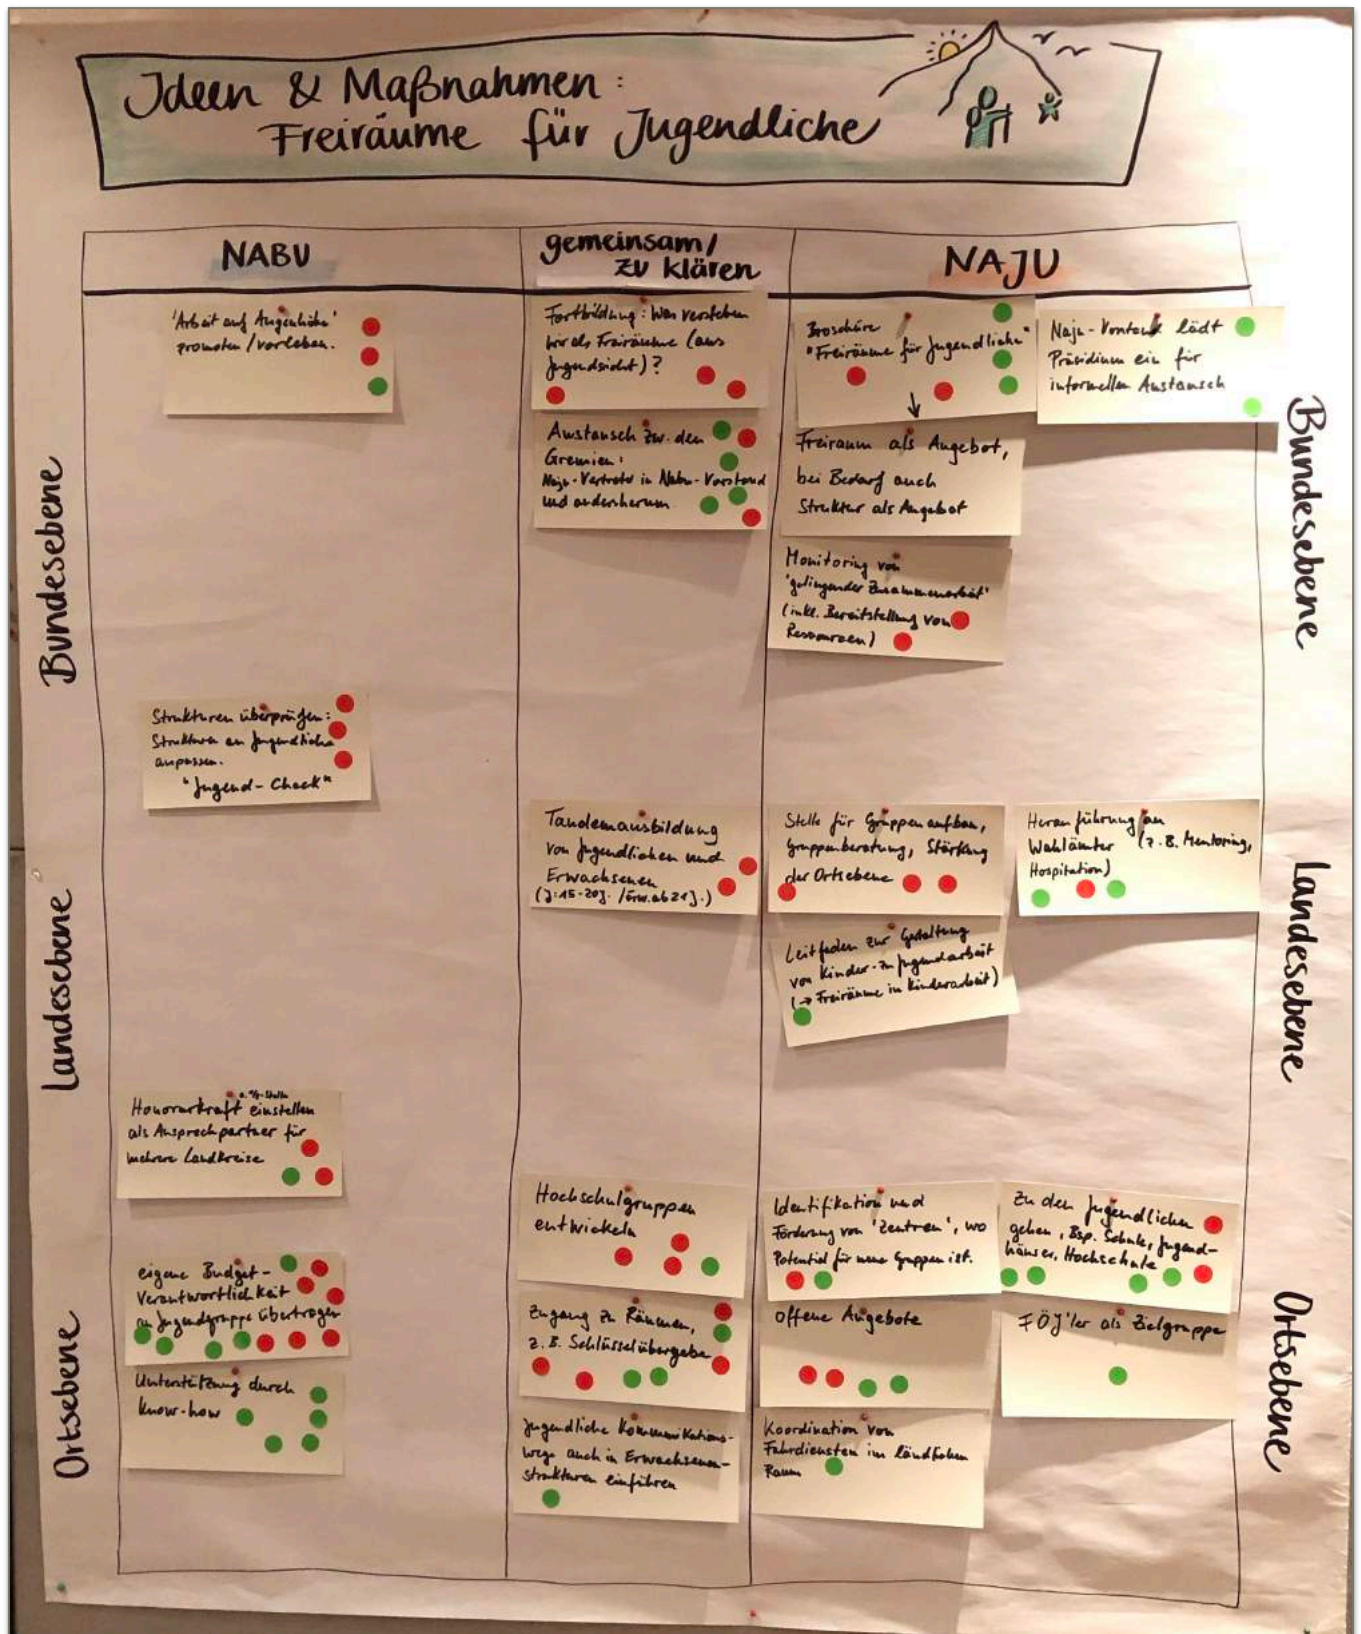 Ideen & Maßnahmen:
Freiräume für Jugendliche
NABU
gemeinsam/
zu klären
NAJU
Bundesebene
Landesebene
Ortsebene
'Arbeit auf Augenhöhe'
promoten/vorleben.
Strukturen überprüfen:
Strukturen an Jugendliche
anpassen.
"Jugend-Check"
Honorarkraft einstellen
als Ansprechpartner für
mehrere Landkreise
eigene Budget-
Verantwortlichkeit
an Jugendgruppe übertragen
Unterstützung durch
Know-how
Fortbildung: Was verstehen
wir als Freiräume (aus
Jugendsicht)?
Austausch zw. den
Gremien:
Naju-Vertreter in Nabu-Vorstand
und andersherum
Tandemausbildung
von Jugendlichen und
Erwachsenen
(J:15-20J. /Erw.ab21J.)
Hochschulgruppen
entwickeln
Zugang zu Räumen,
z.B. Schlüsselübergabe
Jugendliche Kommunikations-
wege auch in Erwachsenen-
strukturen einführen
Broschüre
"Freiräume für Jugendliche"
Freiraum als Angebot,
bei Bedarf auch
Struktur als Angebot
Monitoring von
'gelingender Zusammenarbeit'
(inkl. Bereitstellung von
Ressourcen)
Naju-Vorstand lädt
Präsidium ein für
informellen Austausch
Stelle für Gruppenaufbau,
Gruppenberatung, Stärkung
der Ortsebene
Heranführung an
Wahlämter (z.B. Mentoring,
Hospitation)
Leitfaden zur Gestaltung
von Kinder- zu Jugendarbeit
(→ Freiräume in Kinderarbeit)
Identifikation und
Förderung von 'Zentren', wo
Potential für neue Gruppen ist.
Zu den Jugendlichen
gehen, Bsp. Schule, Jugend-
häuser, Hochschule
offene Angebote
FÖJ'ler als Zielgruppe
Koordination von
Fahrdiensten im ländlichen
Raum
Bundesebene
Landesebene
Ortsebene